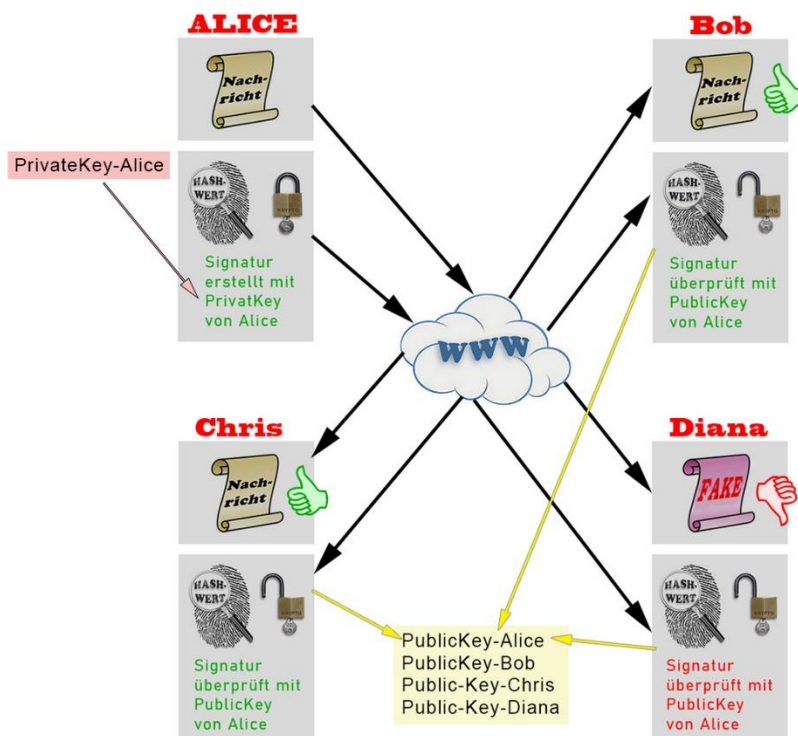 ALICE
Nach-
richt
PrivateKey-Alice
HASH-
WERT
KRYPTO
Signatur
erstellt mit
PrivatKey
von Alice
Bob
Nach-
richt
HASH-
WERT
Signatur
überprüft mit
PublicKey
von Alice
WWW
Chris
Nach-
richt
HASH-
WERT
Signatur
überprüft mit
PublicKey
von Alice
Diana
FAKE
HASH-
WERT
Signatur
überprüft mit
PublicKey
von Alice
PublicKey-Alice
PublicKey-Bob
Public-Key-Chris
Public-Key-Diana